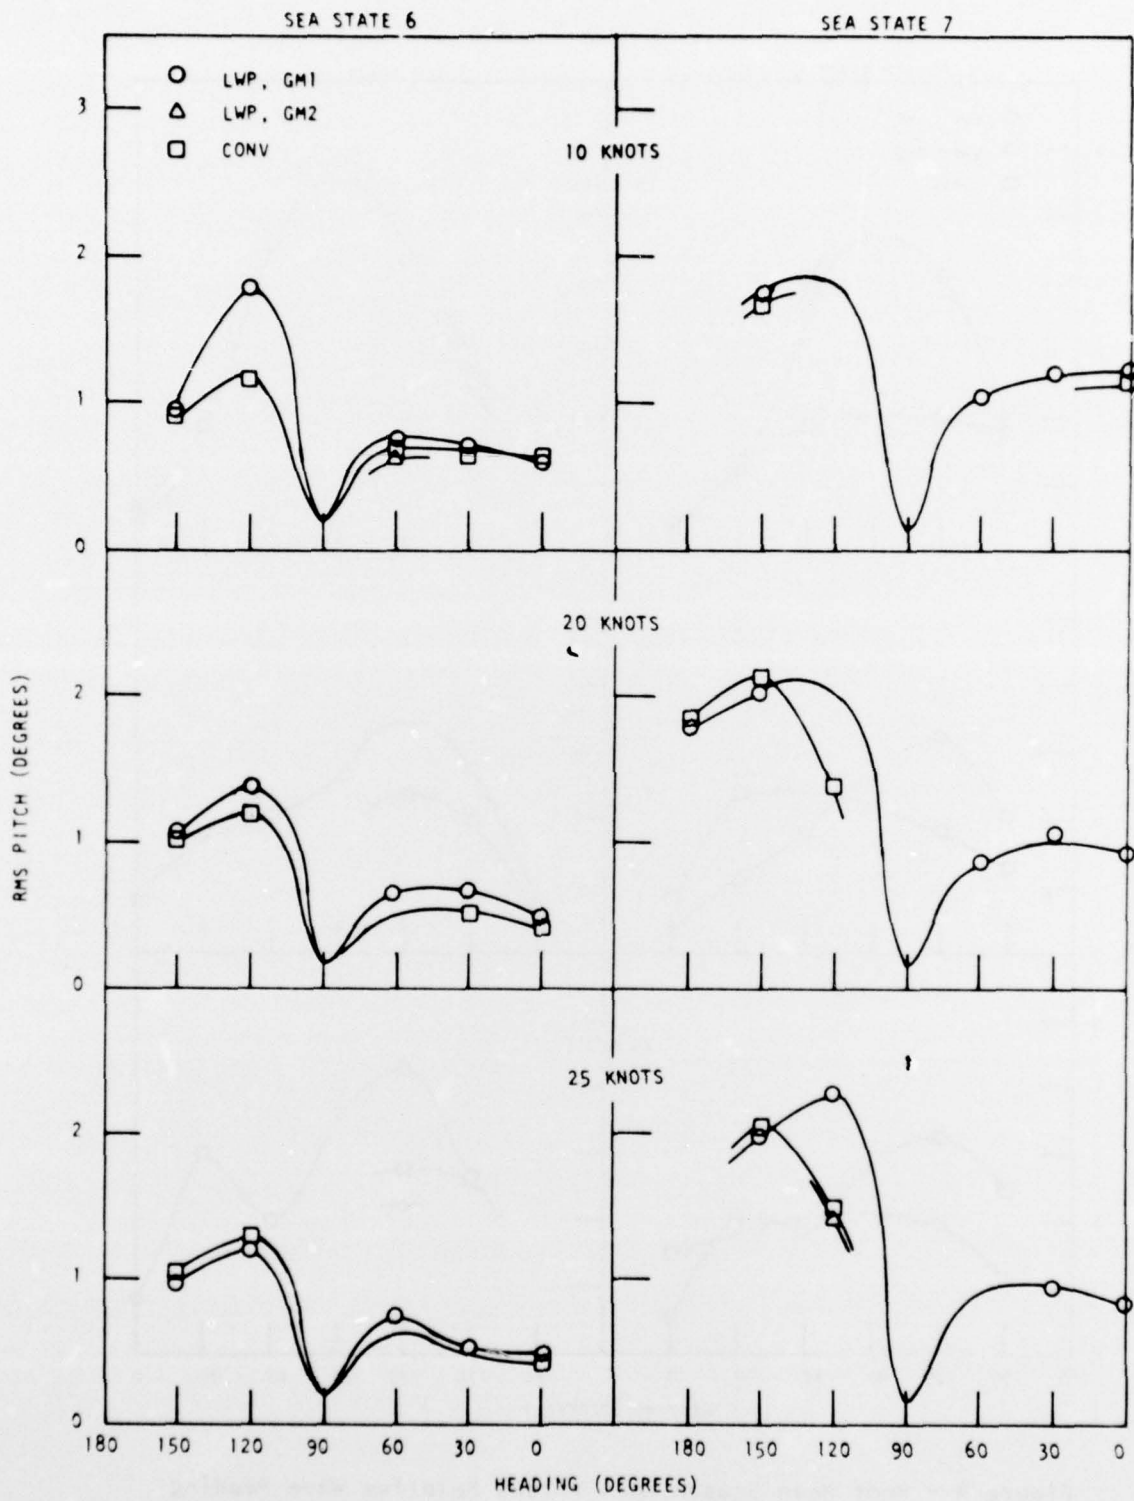 SEA STATE 6
SEA STATE 7
LWP, GM1
LWP, GM2
CONV
10 KNOTS
3
2
1
0
20 KNOTS
2
1
0
RMS PITCH (DEGREES)
25 KNOTS
2
1
0
180 150 120 90 60 30 0
180 150 120 90 60 30 0
HEADING (DEGREES)